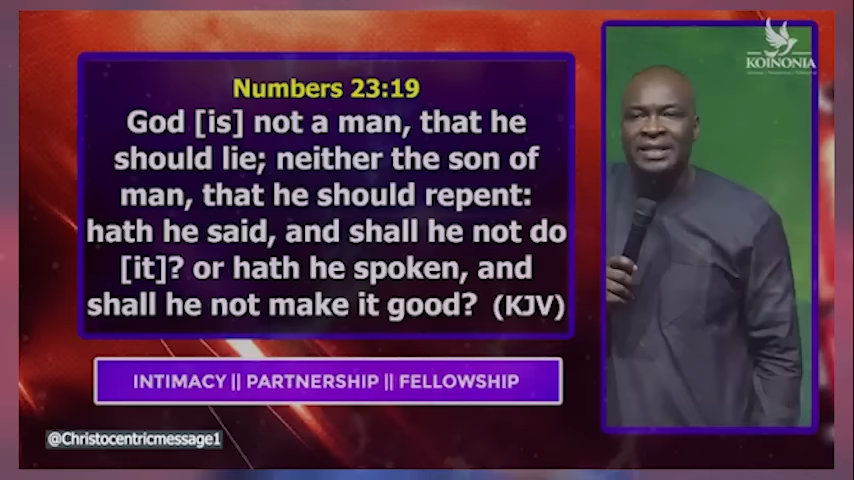 Numbers 23:19
God [is] not a man, that he
should lie; neither the son of
man, that he should repent:
hath he said, and shall he not do
[it]? or hath he spoken, and
shall he not make it good? (KJV)
INTIMACY || PARTNERSHIP || FELLOWSHIP
@Christocentricmessage1
KOINONIA